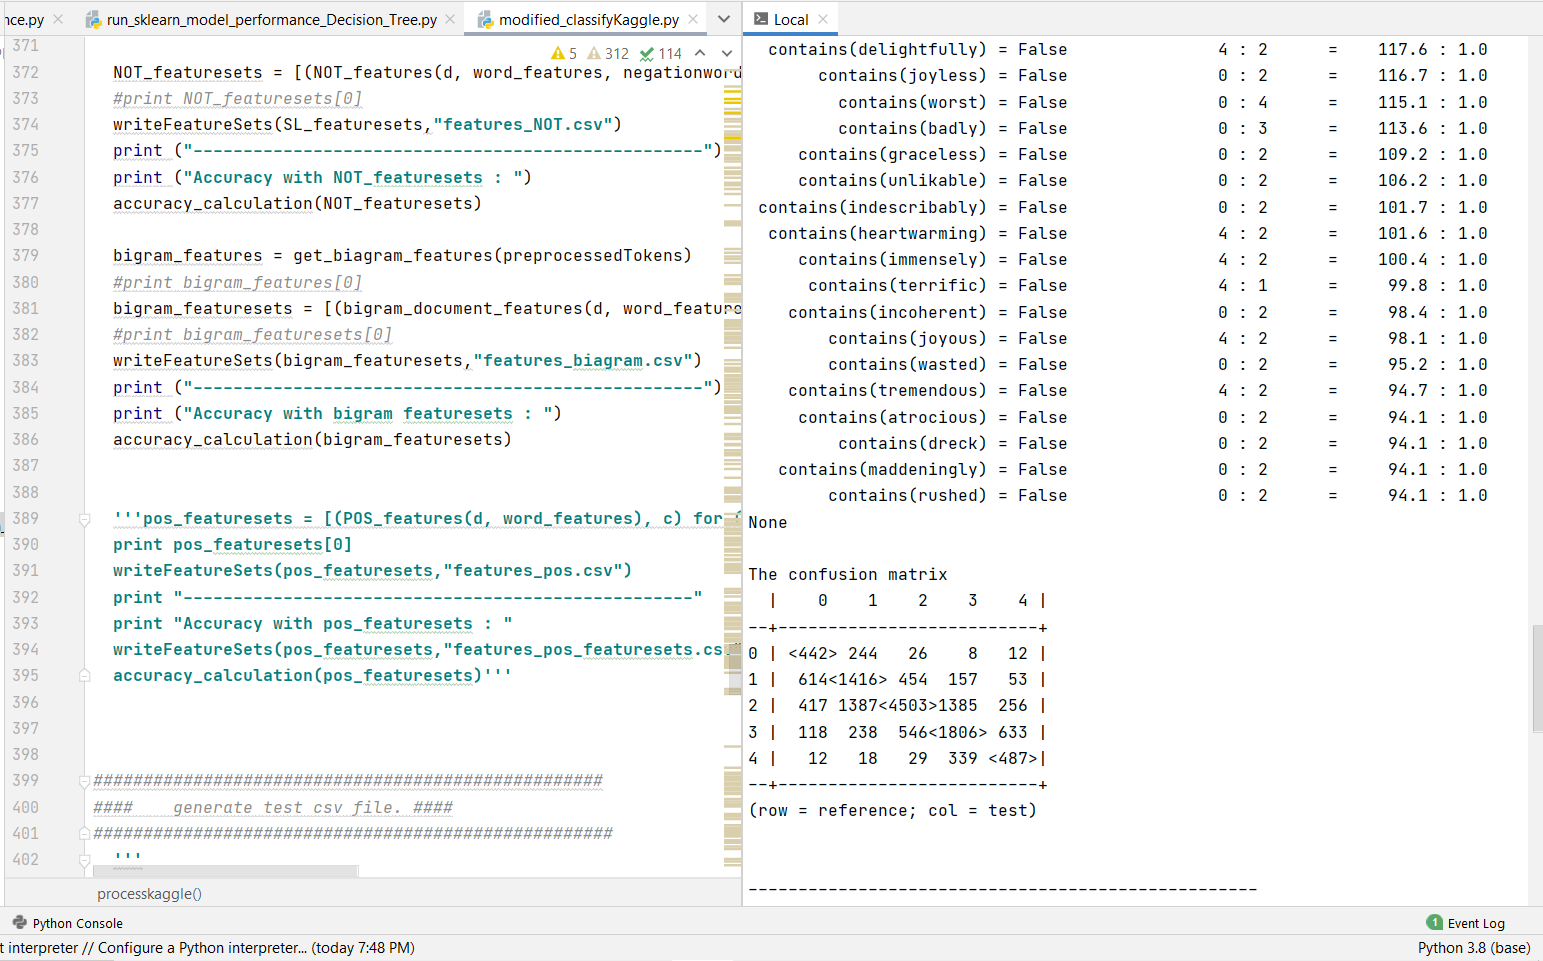 nce.py
run_sklearn_model_performance_Decision_Tree.py
modified_classifyKaggle.py
Local
5 312 114
371
372 NOT_featuresets = [(NOT_features(d, word_features, negationword
373 #print NOT_featuresets[0]
374 writeFeatureSets(SL_featuresets,"features_NOT.csv")
375 print ("---------------------------------------------------")
376 print ("Accuracy with NOT_featuresets : ")
377 accuracy_calculation(NOT_featuresets)
378
379 bigram_features = get_biagram_features(preprocessedTokens)
380 #print bigram_features[0]
381 bigram_featuresets = [(bigram_document_features(d, word_feature
382 #print bigram_featuresets[0]
383 writeFeatureSets(bigram_featuresets,"features_biagram.csv")
384 print ("---------------------------------------------------")
385 print ("Accuracy with bigram featuresets : ")
386 accuracy_calculation(bigram_featuresets)
387
388
389 '''pos_featuresets = [(POS_features(d, word_features), c) for
390 print pos_featuresets[0]
391 writeFeatureSets(pos_featuresets,"features_pos.csv")
392 print "---------------------------------------------------"
393 print "Accuracy with pos_featuresets : "
394 writeFeatureSets(pos_featuresets,"features_pos_featuresets.cs
395 accuracy_calculation(pos_featuresets)'''
396
397
398
399 ###################################################
400 #### generate test csv file. ####
401 ####################################################
402 '''
processkaggle()
contains(delightfully) = False 4 : 2 = 117.6 : 1.0
contains(joyless) = False 0 : 2 = 116.7 : 1.0
contains(worst) = False 0 : 4 = 115.1 : 1.0
contains(badly) = False 0 : 3 = 113.6 : 1.0
contains(graceless) = False 0 : 2 = 109.2 : 1.0
contains(unlikable) = False 0 : 2 = 106.2 : 1.0
contains(indescribably) = False 0 : 2 = 101.7 : 1.0
contains(heartwarming) = False 4 : 2 = 101.6 : 1.0
contains(immensely) = False 4 : 2 = 100.4 : 1.0
contains(terrific) = False 4 : 1 = 99.8 : 1.0
contains(incoherent) = False 0 : 2 = 98.4 : 1.0
contains(joyous) = False 4 : 2 = 98.1 : 1.0
contains(wasted) = False 0 : 2 = 95.2 : 1.0
contains(tremendous) = False 4 : 2 = 94.7 : 1.0
contains(atrocious) = False 0 : 2 = 94.1 : 1.0
contains(dreck) = False 0 : 2 = 94.1 : 1.0
contains(maddeningly) = False 0 : 2 = 94.1 : 1.0
contains(rushed) = False 0 : 2 = 94.1 : 1.0
None
The confusion matrix
| 0 1 2 3 4 |
--+--------------------------+
0 | <442> 244 26 8 12 |
1 | 614<1416> 454 157 53 |
2 | 417 1387<4503>1385 256 |
3 | 118 238 546<1806> 633 |
4 | 12 18 29 339 <487>|
--+--------------------------+
(row = reference; col = test)
---------------------------------------------------
Python Console
1 Event Log
t interpreter // Configure a Python interpreter... (today 7:48 PM)
Python 3.8 (base)